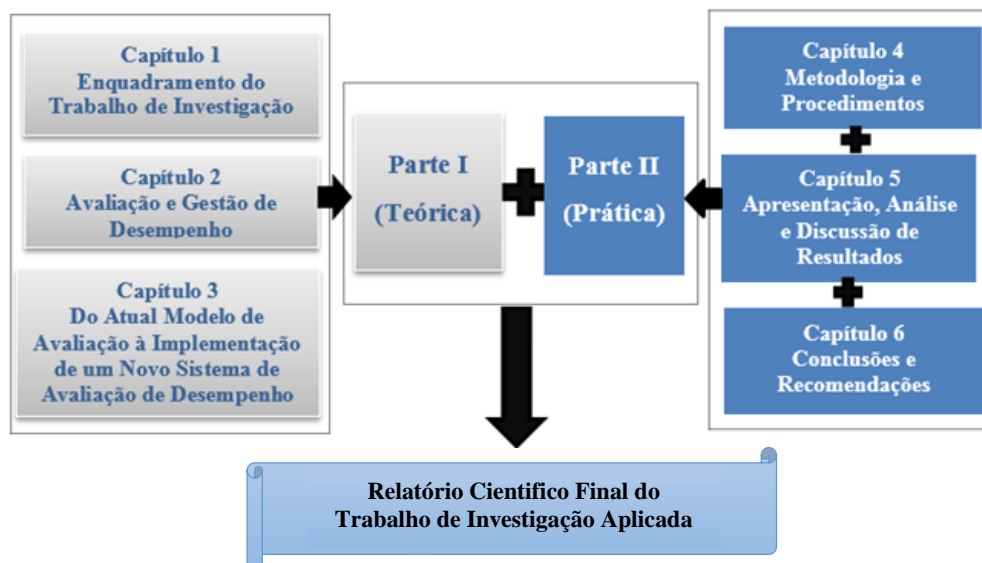 Capítulo 1
Enquadramento do
Trabalho de Investigação
Capítulo 2
Avaliação e Gestão de
Desempenho
Capítulo 3
Do Atual Modelo de
Avaliação à Implementação
de um Novo Sistema de
Avaliação de Desempenho
Parte I
(Teórica)
Parte II
(Prática)
Capítulo 4
Metodologia e
Procedimentos
Capítulo 5
Apresentação, Análise
e Discussão de
Resultados
Capítulo 6
Conclusões e
Recomendações
Relatório Cientifico Final do
Trabalho de Investigação Aplicada